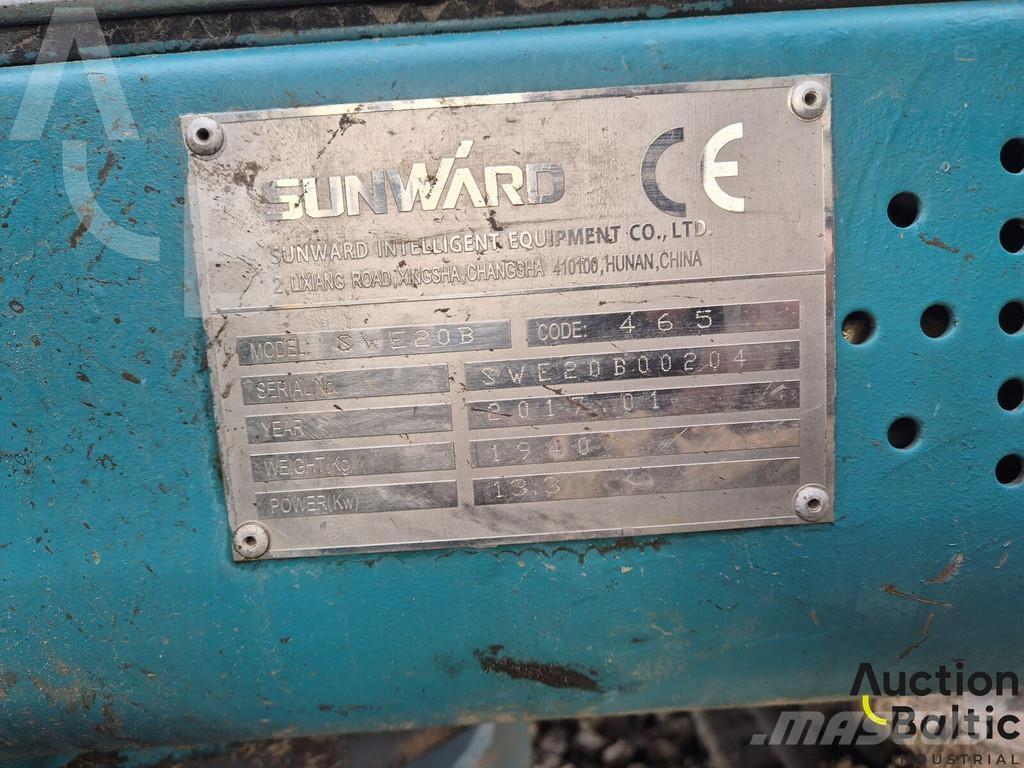 SUNWARD CE
SUNWARD INTELLIGENT EQUIPMENT CO., LTD.
2, LIXIANG ROAD, XINGSHA, CHANGSHA 410100, HUNAN, CHINA
MODEL: SWE20B CODE: 465
SERIAL No. SWE20B00204
YEAR 2017.01
WEIGHT(Kg) 1940
POWER(Kw) 13.3
Auction
Baltic
INDUSTRIAL